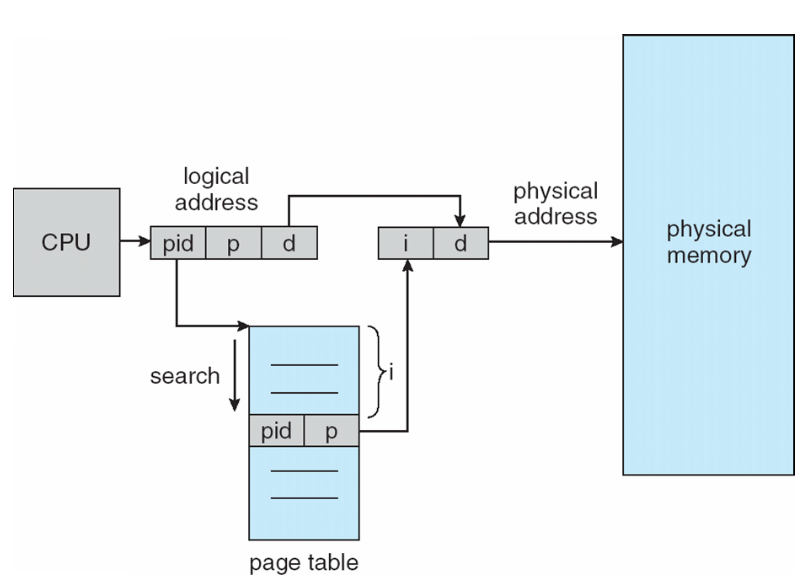 logical
address
CPU
pid p d
i d
physical
address
physical
memory
search
i
pid p
page table